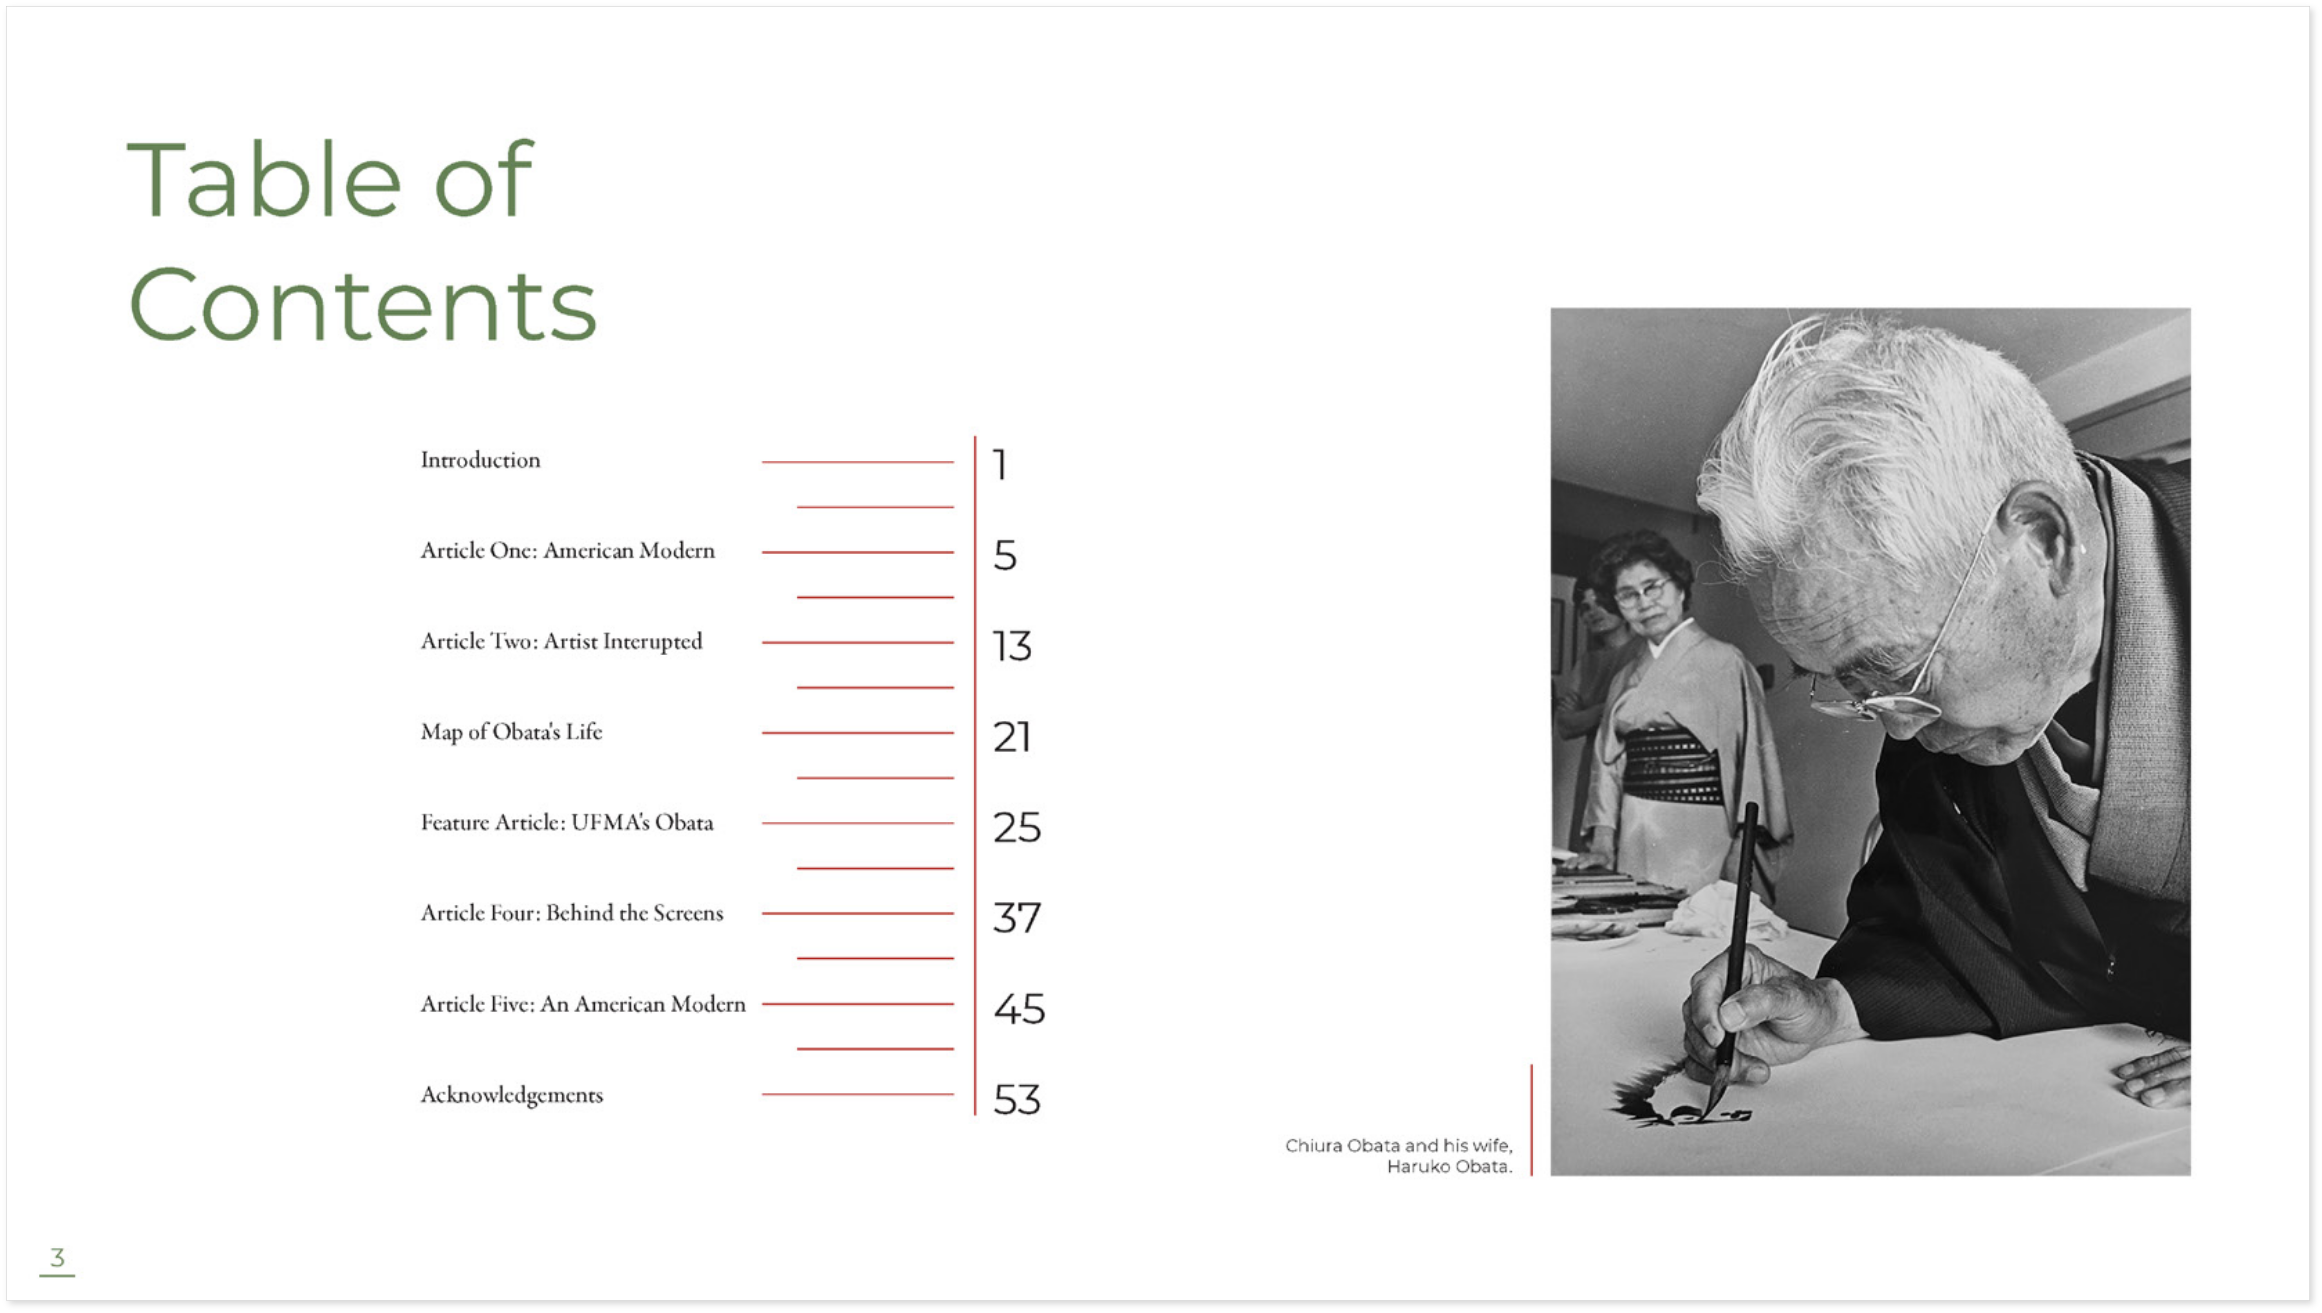 Table of
Contents
Introduction 1
Article One: American Modern 5
Article Two: Artist Interupted 13
Map of Obata's Life 21
Feature Article: UFMA's Obata 25
Article Four: Behind the Screens 37
Article Five: An American Modern 45
Acknowledgements 53
Chiura Obata and his wife,
Haruko Obata.
3